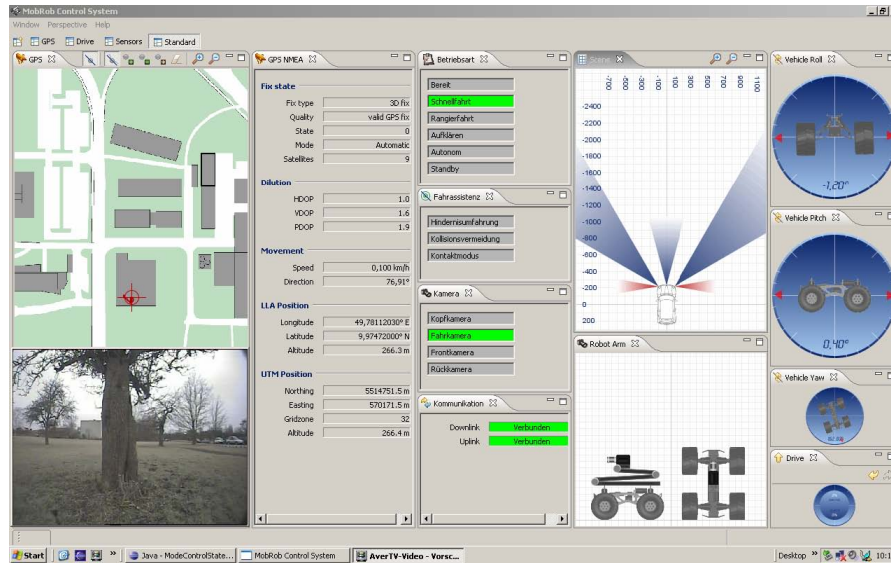 MobRob Control System
Window Perspective Help
GPS Drive Sensors Standard
GPS
GPS NMEA
Fix state
Fix type 3D fix
Quality valid GPS fix
State 0
Mode Automatic
Satellites 9
Dilution
HDOP 1.0
VDOP 1.6
PDOP 1.9
Movement
Speed 0,100 km/h
Direction 76,91°
LLA Position
Longitude 49,78112030° E
Latitude 9,97472000° N
Altitude 266.3 m
UTM Position
Northing 5514751.5 m
Easting 570171.5 m
Gridzone 32
Altitude 266.4 m
Betriebsart
Bereit
Schnellfahrt
Rangierfahrt
Aufklären
Autonom
Standby
Fahrassistenz
Hindernisumfahrung
Kollisionsvermeidung
Kontaktmodus
Kamera
Kopfkamera
Fahrkamera
Frontkamera
Rückkamera
Kommunikation
Downlink Verbunden
Uplink Verbunden
Scene
-700 -500 -300 -100 100 300 500 700 900 1100
-2400
-2200
-2000
-1800
-1600
-1400
-1200
-1000
-800
-600
-400
-200
0
200
Robot Arm
Vehicle Roll
-1,20°
Vehicle Pitch
0,40°
Vehicle Yaw
Drive
Start
Java - ModeControlState...
MobRob Control System
AverTV-Video - Vorsc...
Desktop